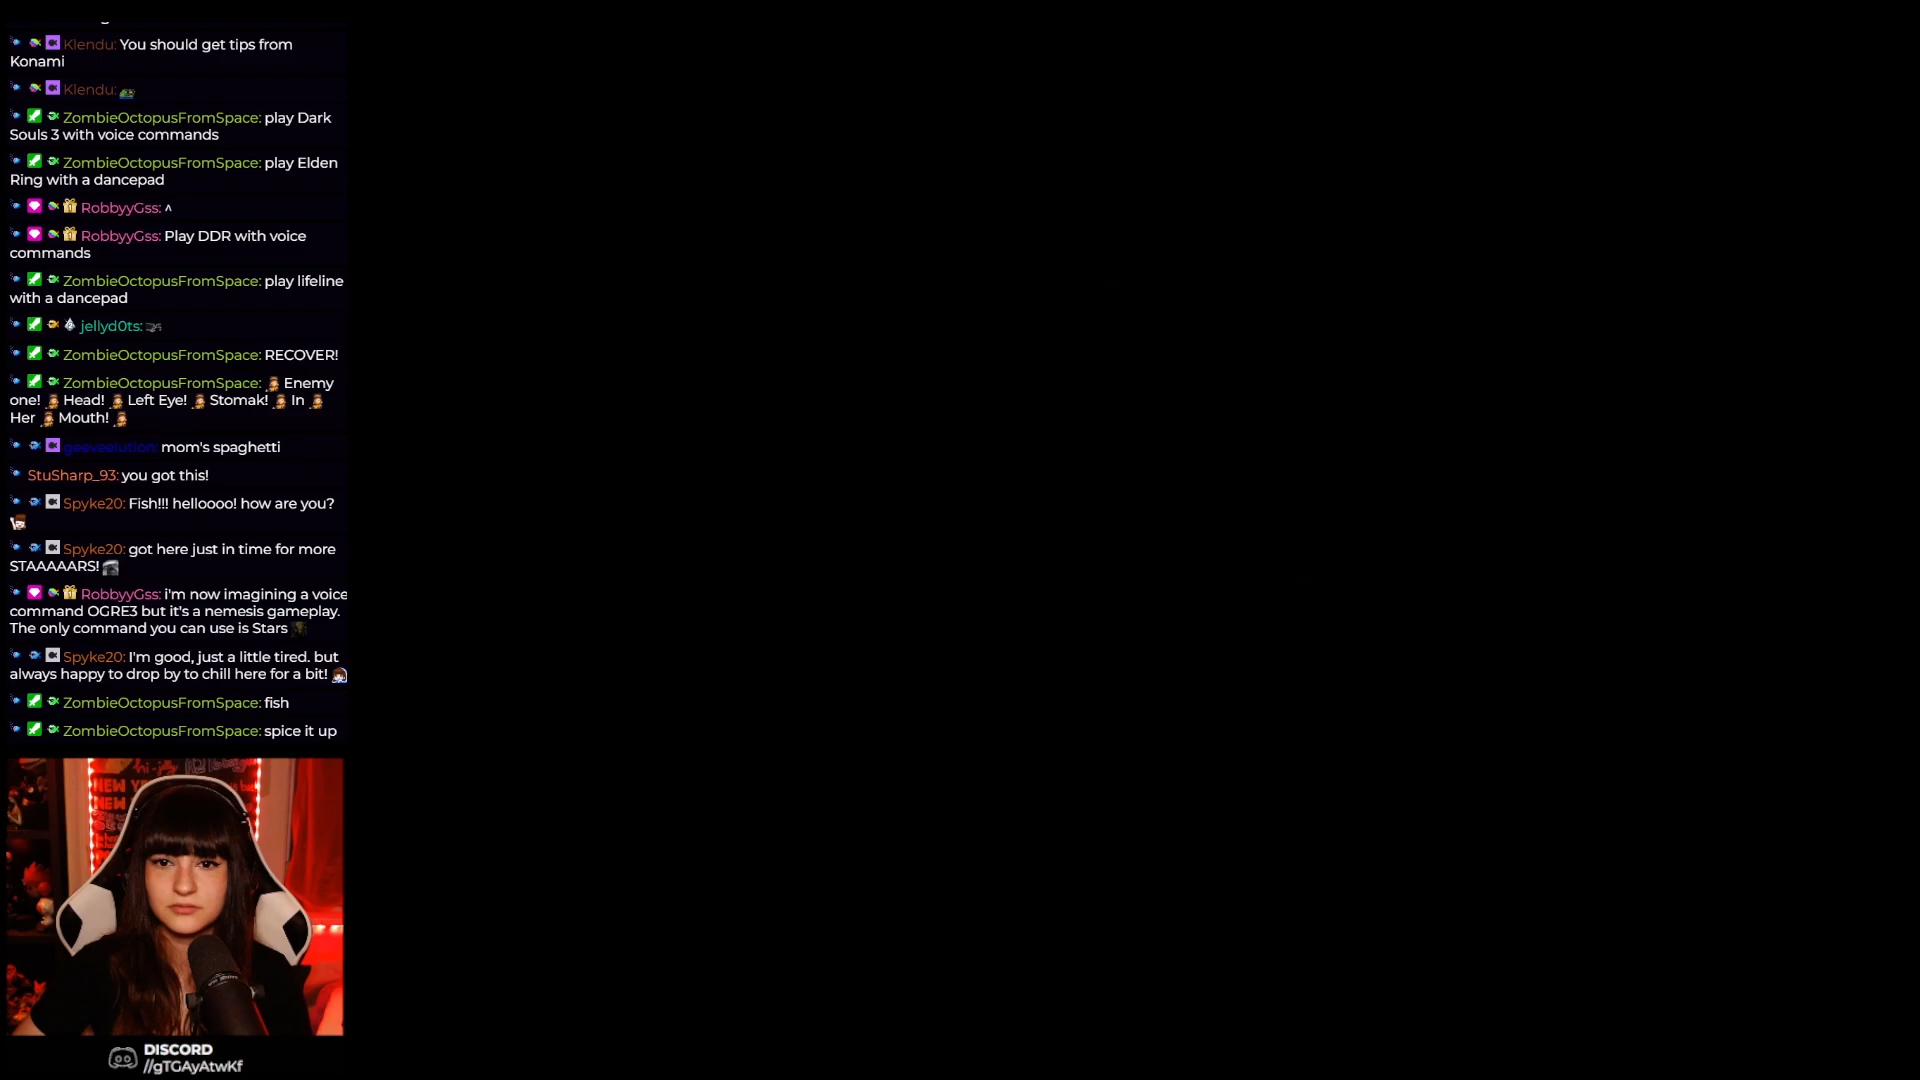 Klendu: You should get tips from
Konami
Klendu:
ZombieOctopusFromSpace: play Dark
Souls 3 with voice commands
ZombieOctopusFromSpace: play Elden
Ring with a dancepad
RobbyyGss: ^
RobbyyGss: Play DDR with voice
commands
ZombieOctopusFromSpace: play lifeline
with a dancepad
jellyd0ts:
ZombieOctopusFromSpace: RECOVER!
ZombieOctopusFromSpace: Enemy
one! Head! Left Eye! Stomak! In
Her Mouth!
geeveelution: mom's spaghetti
StuSharp_93: you got this!
Spyke20: Fish!!! helloooo! how are you?
Spyke20: got here just in time for more
STAAAAARS!
RobbyyGss: i'm now imagining a voice
command OGRE3 but it's a nemesis gameplay.
The only command you can use is Stars
Spyke20: I'm good, just a little tired. but
always happy to drop by to chill here for a bit!
ZombieOctopusFromSpace: fish
ZombieOctopusFromSpace: spice it up
NEW
NEW
DISCORD
//gTGAyAtwKf